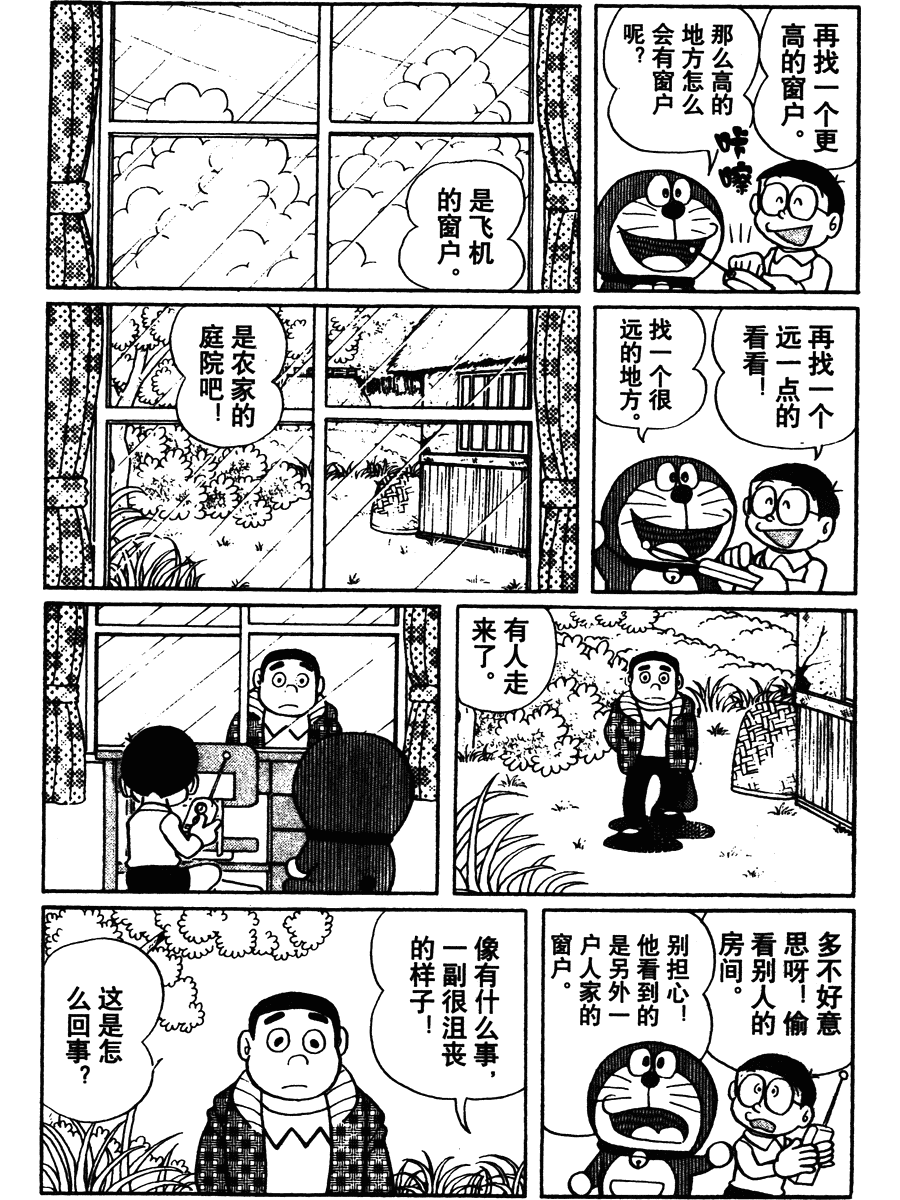 再找一个更
高的窗户。
那么高的
地方怎么
会有窗户
呢？
咔
嚓
是飞机
的窗户。
再找一个
远一点的
看看！
找一个很
远的地方。
是农家的
庭院吧！
有人走
来了。
多不好意
思呀！偷
看别人的
房间。
别担心！
他看到的
是另外一
户人家的
窗户。
像有什么事，
一副很沮丧
的样子！
这是怎
么回事？